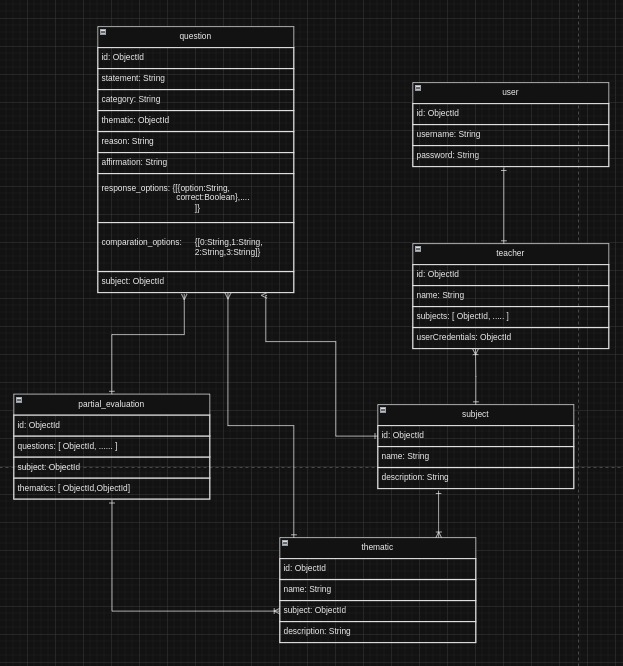 question
id: ObjectId
statement: String
category: String
thematic: ObjectId
reason: String
affirmation: String
response_options: {[{option:String,
correct:Boolean},....
]}
comparation_options: {[0:String,1:String,
2:String,3:String]}
subject: ObjectId
user
id: ObjectId
username: String
password: String
teacher
id: ObjectId
name: String
subjects: [ ObjectId, ..... ]
userCredentials: ObjectId
partial_evaluation
id: ObjectId
questions: [ ObjectId, ...... ]
subject: ObjectId
thematics: [ ObjectId,ObjectId]
subject
id: ObjectId
name: String
description: String
thematic
id: ObjectId
name: String
subject: ObjectId
description: String